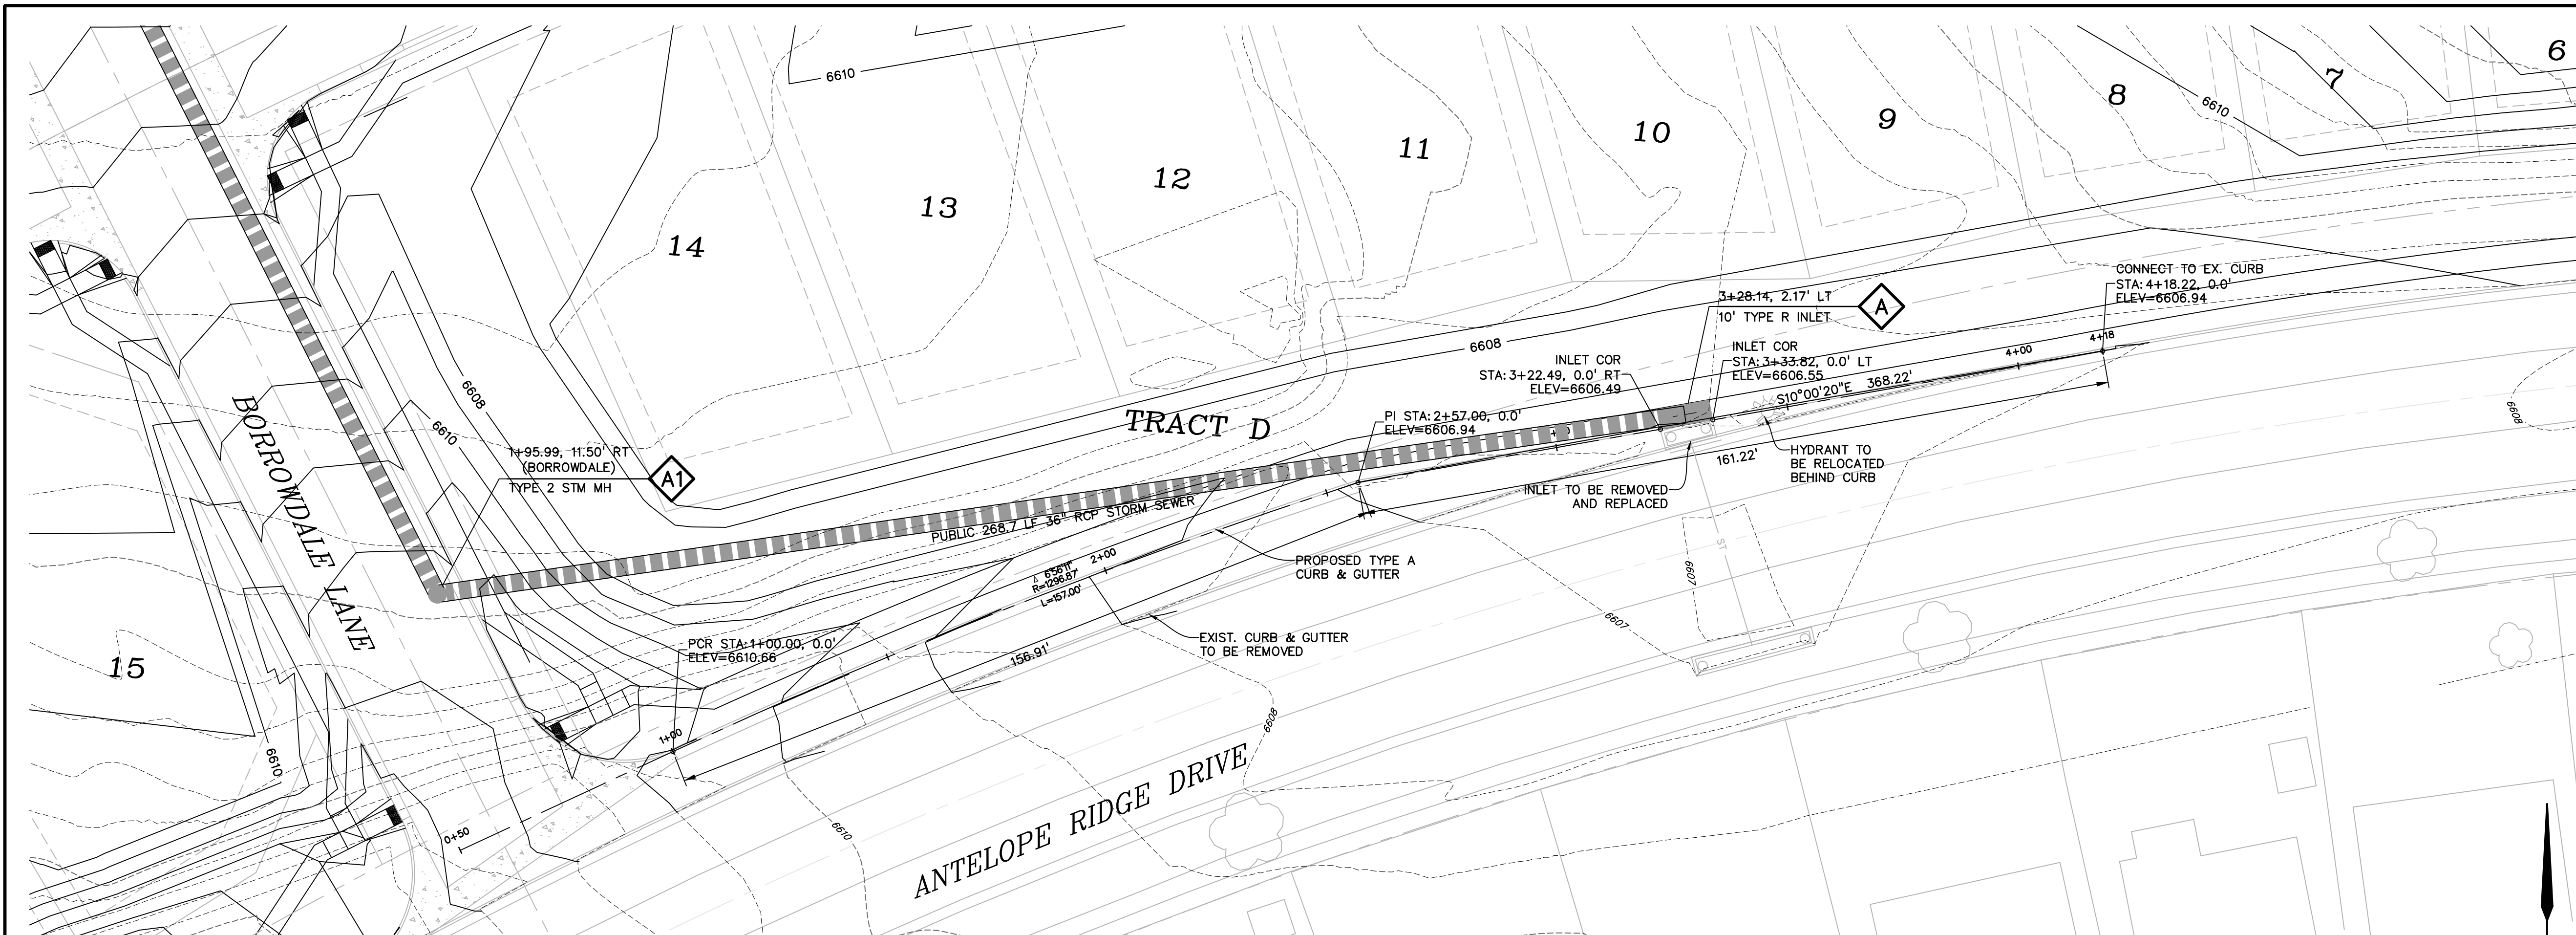 6
7
8
9
10
11
12
13
14
15
6610
6610
6608
6608
6610
6610
6608
6607
6607
6608
6610
BORROWDALE LANE
TRACT D
ANTELOPE RIDGE DRIVE
1+95.99, 11.50' RT
(BORROWDALE)
TYPE 2 STM MH
A1
PUBLIC 268.7 LF 36" RCP STORM SEWER
PCR STA:1+00.00, 0.0'
ELEV=6610.66
0+50
1+00
2+00
Δ 6°56'11"
R=1296.87'
L=157.00'
156.91'
EXIST. CURB & GUTTER
TO BE REMOVED
PROPOSED TYPE A
CURB & GUTTER
PI STA:2+57.00, 0.0'
ELEV=6606.94
INLET COR
STA:3+22.49, 0.0' RT
ELEV=6606.49
3+28.14, 2.17' LT
10' TYPE R INLET
A
INLET COR
STA:3+33.82, 0.0' LT
ELEV=6606.55
S10°00'20"E 368.22'
161.22'
INLET TO BE REMOVED
AND REPLACED
ST
HYDRANT TO
BE RELOCATED
BEHIND CURB
4+00
4+18
CONNECT TO EX. CURB
STA: 4+18.22, 0.0'
ELEV=6606.94